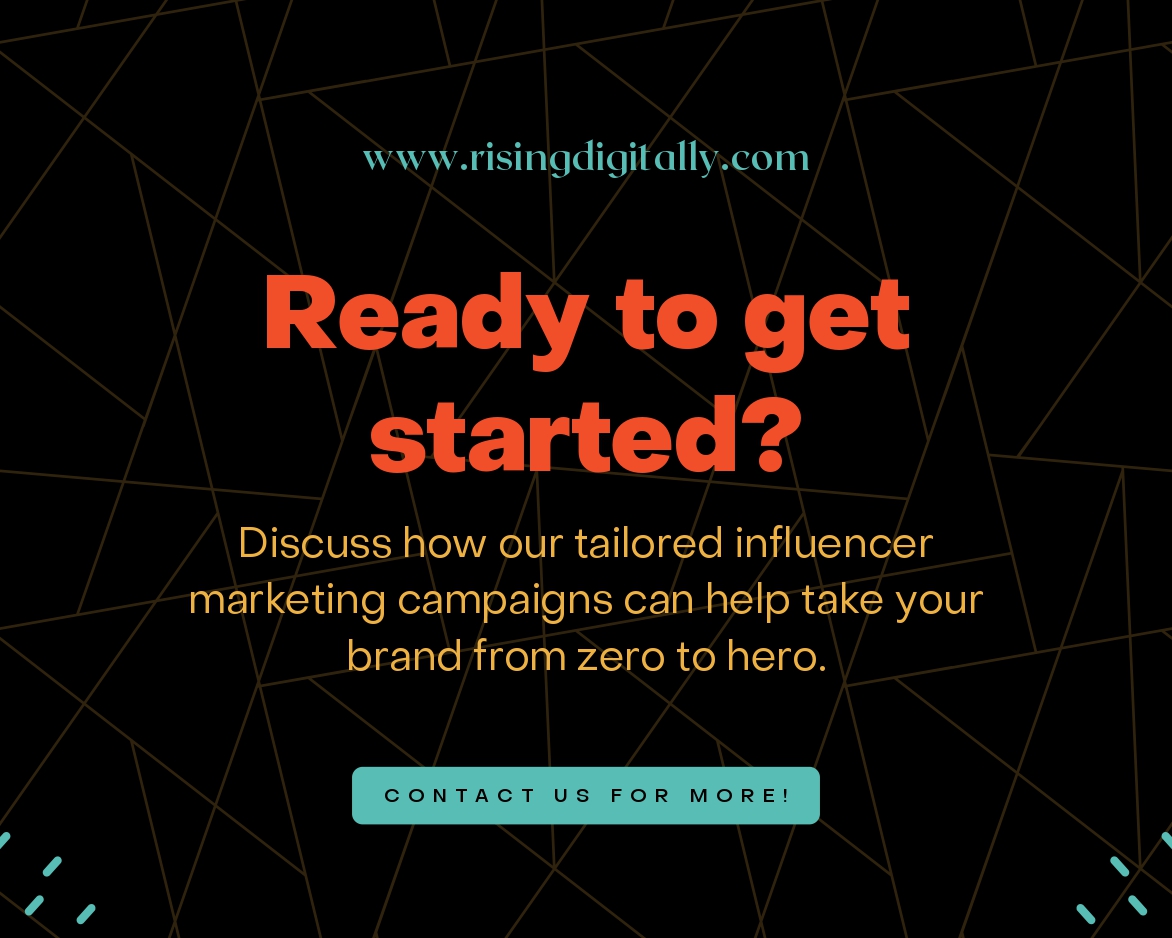 www.risingdigitally.com
Ready to get
started?
Discuss how our tailored influencer
marketing campaigns can help take your
brand from zero to hero.
CONTACT US FOR MORE!